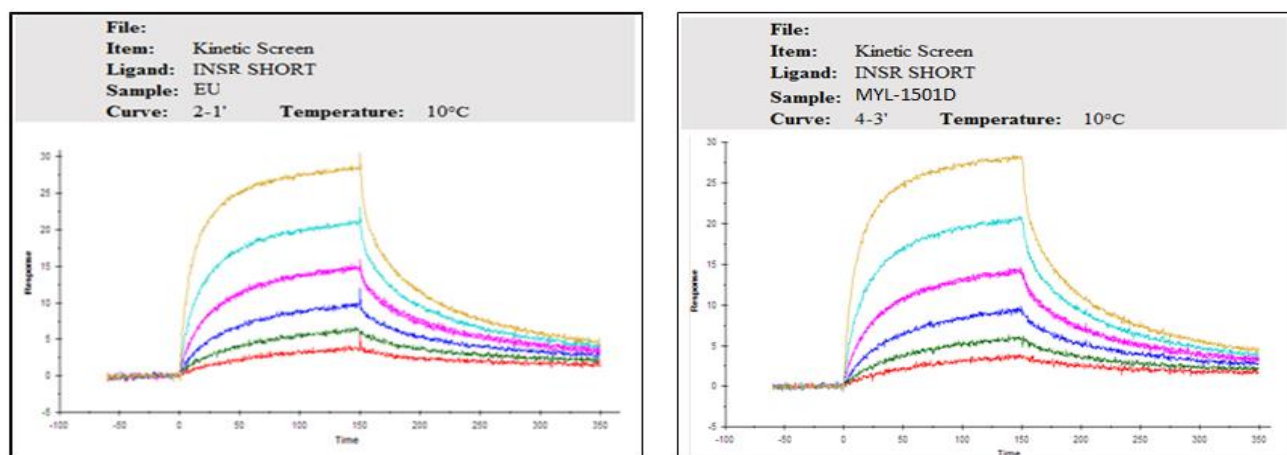 File:
Item: Kinetic Screen
Ligand: INSR SHORT
Sample: EU
Curve: 2-1' Temperature: 10°C
30
25
20
15
10
5
0
-5
Response
-100 -50 0 50 100 150 200 250 300 350
Time
File:
Item: Kinetic Screen
Ligand: INSR SHORT
Sample: MYL-1501D
Curve: 4-3' Temperature: 10°C
30
25
20
15
10
5
0
-5
Response
-100 -50 0 50 100 150 200 250 300 350
Time